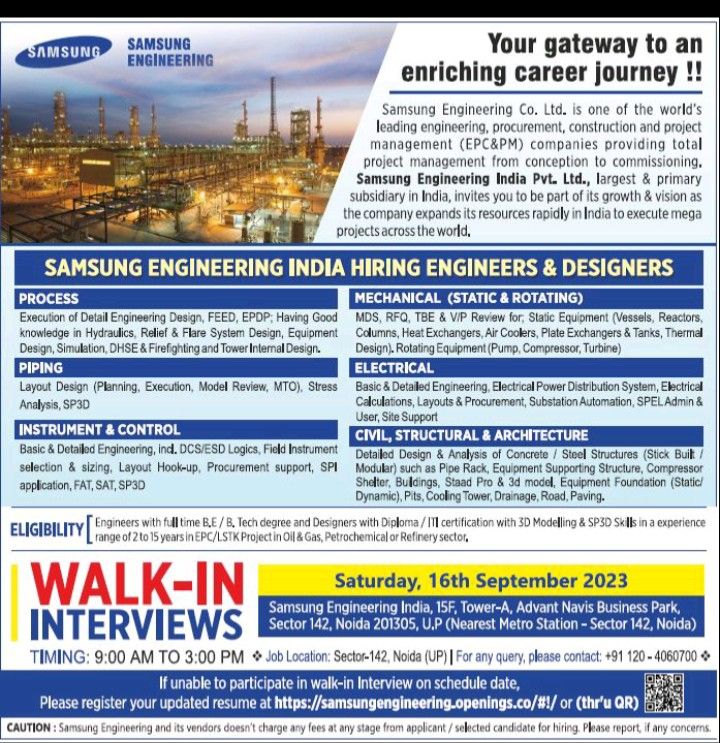 SAMSUNG
SAMSUNG
ENGINEERING
Your gateway to an
enriching career journey !!
Samsung Engineering Co. Ltd. is one of the world's
leading engineering, procurement, construction and project
management (EPC&PM) companies providing total
project management from conception to commissioning.
Samsung Engineering India Pvt. Ltd., largest & primary
subsidiary in India, invites you to be part of its growth & vision as
the company expands its resources rapidly in India to execute mega
projects across the world.
SAMSUNG ENGINEERING INDIA HIRING ENGINEERS & DESIGNERS
PROCESS
Execution of Detail Engineering Design, FEED, EPDP; Having Good
knowledge in Hydraulics, Relief & Flare System Design, Equipment
Design, Simulation, DHSE & Firefighting and Tower Internal Design.
PIPING
Layout Design (Planning, Execution, Model Review, MTO), Stress
Analysis, SP3D
INSTRUMENT & CONTROL
Basic & Detailed Engineering, incl. DCS/ESD Logics, Field Instrument
selection & sizing, Layout Hook-up, Procurement support, SPI
application, FAT, SAT, SP3D
MECHANICAL (STATIC & ROTATING)
MDS, RFQ, TBE & V/P Review for; Static Equipment (Vessels, Reactors,
Columns, Heat Exchangers, Air Coolers, Plate Exchangers & Tanks, Thermal
Design). Rotating Equipment (Pump, Compressor, Turbine)
ELECTRICAL
Basic & Detailed Engineering, Electrical Power Distribution System, Electrical
Calculations, Layouts & Procurement, Substation Automation, SPEL Admin &
User, Site Support
CIVIL, STRUCTURAL & ARCHITECTURE
Detailed Design & Analysis of Concrete / Steel Structures (Stick Built /
Modular) such as Pipe Rack, Equipment Supporting Structure, Compressor
Shelter, Buildings, Staad Pro & 3d model, Equipment Foundation (Static/
Dynamic), Pits, Cooling Tower, Drainage, Road, Paving.
ELIGIBILITY
Engineers with full time B.E / B. Tech degree and Designers with Diploma / ITI certification with 3D Modelling & SP3D Skills in a experience
range of 2 to 15 years in EPC/LSTK Project in Oil & Gas, Petrochemical or Refinery sector.
WALK-IN
INTERVIEWS
Saturday, 16th September 2023
Samsung Engineering India, 15F, Tower-A, Advant Navis Business Park,
Sector 142, Noida 201305, U.P (Nearest Metro Station - Sector 142, Noida)
TIMING: 9:00 AM TO 3:00 PM ❖ Job Location: Sector-142, Noida (UP) | For any query, please contact: +91 120 - 4060700 ❖
If unable to participate in walk-in Interview on schedule date,
Please register your updated resume at https://samsungengineering.openings.co/#!/ or (thr'u QR)
CAUTION : Samsung Engineering and its vendors doesn't charge any fees at any stage from applicant / selected candidate for hiring. Please report, if any concerns.